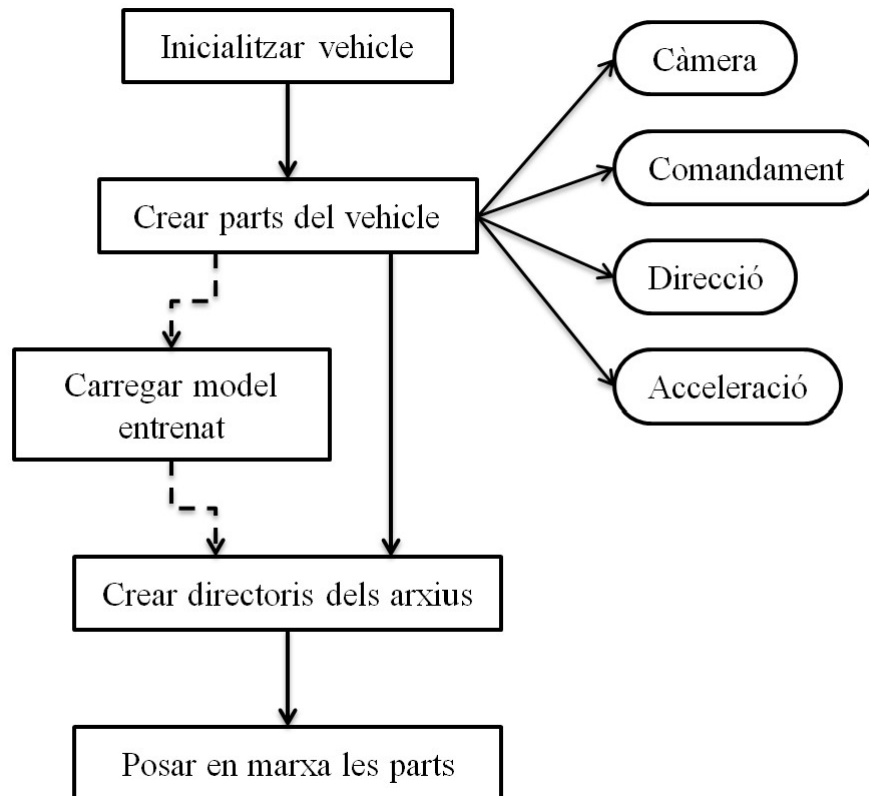 Inicialitzar vehicle
Crear parts del vehicle
Càmera
Comandament
Direcció
Acceleració
Carregar model
entrenat
Crear directoris dels arxius
Posar en marxa les parts